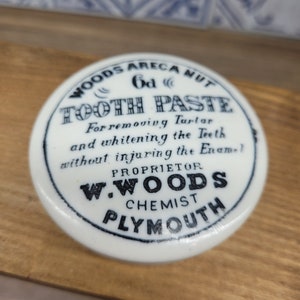 WOODS ARECA NUT
6d
TOOTH PASTE
For removing Tartar
and whitening the Teeth
without injuring the Enamel
PROPRIETOR
W. WOODS
CHEMIST
PLYMOUTH